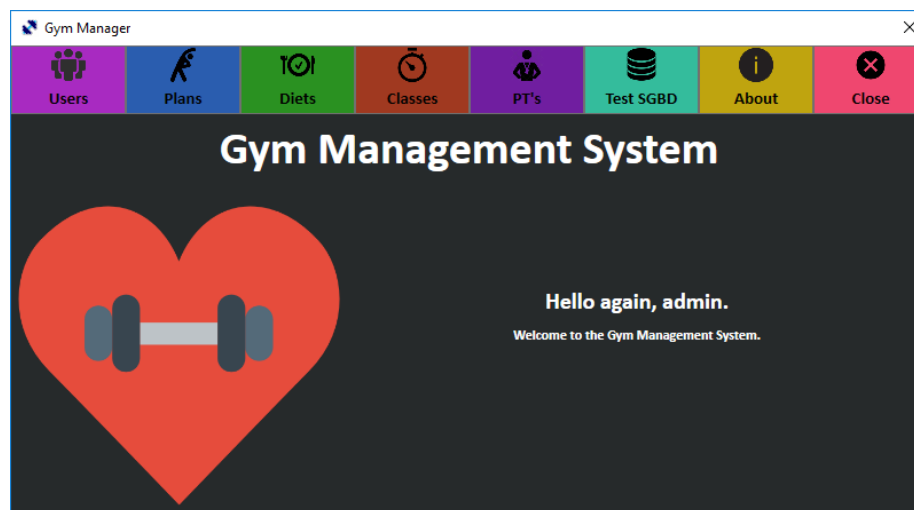 Gym Manager
Users Plans Diets Classes PT's Test SGBD About Close
Gym Management System
Hello again, admin.
Welcome to the Gym Management System.